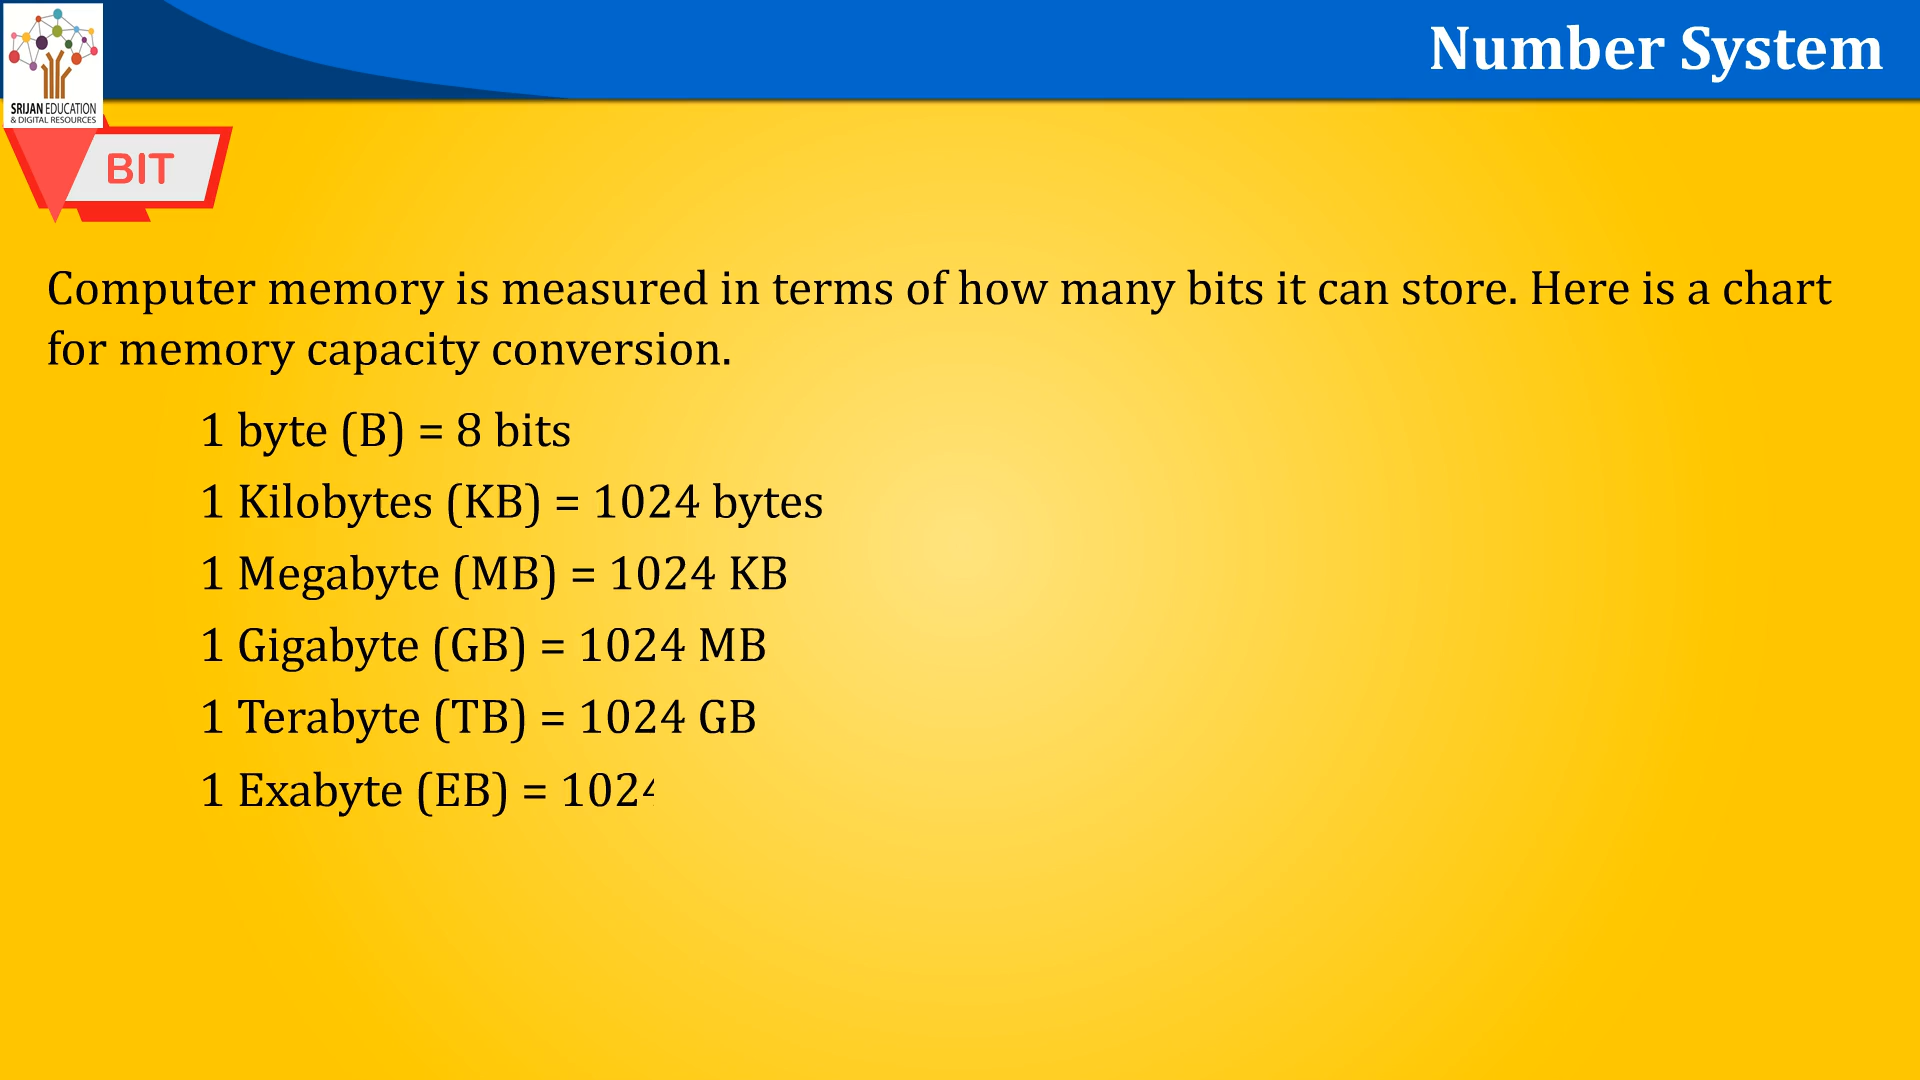 Number System
SRIJAN EDUCATION
& DIGITAL RESOURCES
BIT
Computer memory is measured in terms of how many bits it can store. Here is a chart
for memory capacity conversion.
1 byte (B) = 8 bits
1 Kilobytes (KB) = 1024 bytes
1 Megabyte (MB) = 1024 KB
1 Gigabyte (GB) = 1024 MB
1 Terabyte (TB) = 1024 GB
1 Exabyte (EB) = 1024